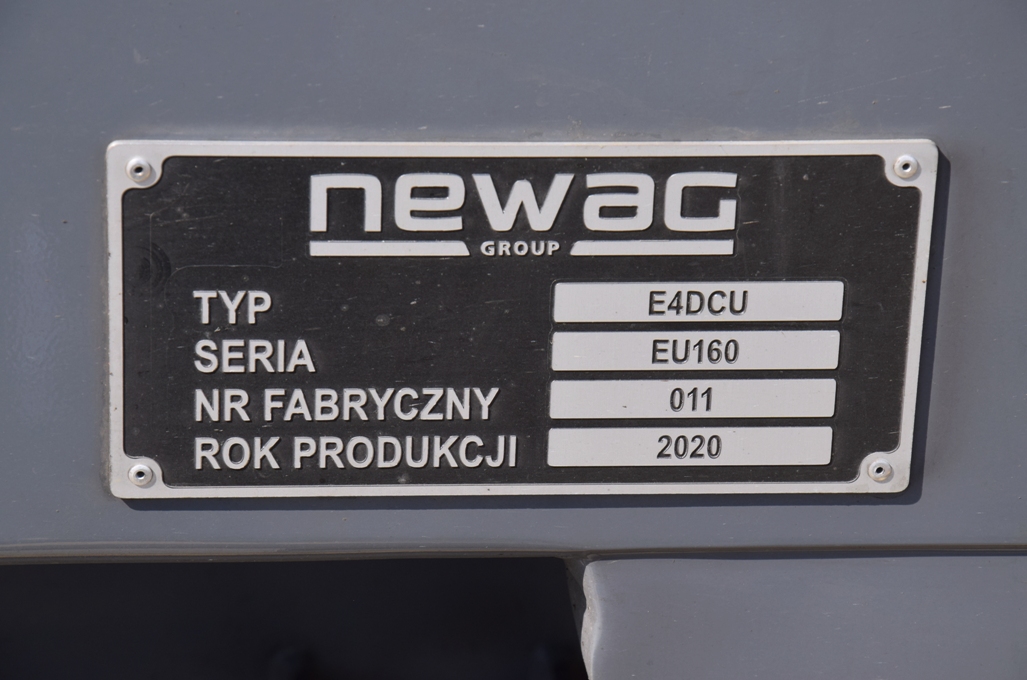 newag
GROUP
TYP E4DCU
SERIA EU160
NR FABRYCZNY 011
ROK PRODUKCJI 2020